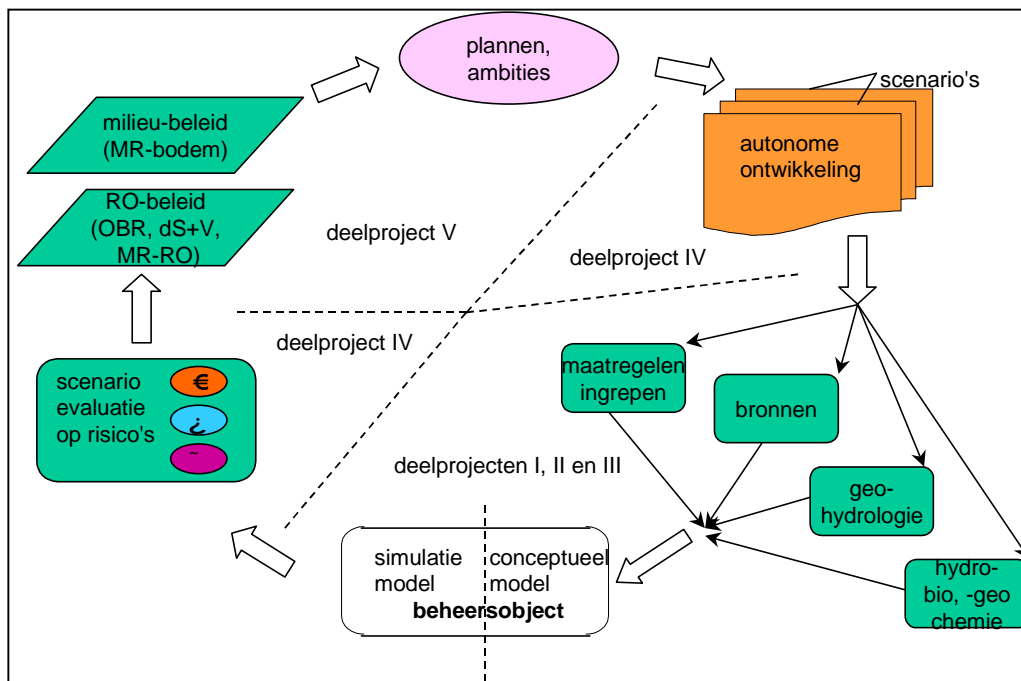 plannen,
ambities
scenario's
milieu-beleid
(MR-bodem)
autonome
ontwikkeling
RO-beleid
(OBR, dS+V,
MR-RO)
deelproject V
deelproject IV
deelproject IV
scenario
evaluatie
op risico's
€
¿
~
maatregelen
ingrepen
bronnen
deelprojecten I, II en III
geo-
hydrologie
simulatie
model
conceptueel
model
beheersobject
hydro-
bio, -geo
chemie